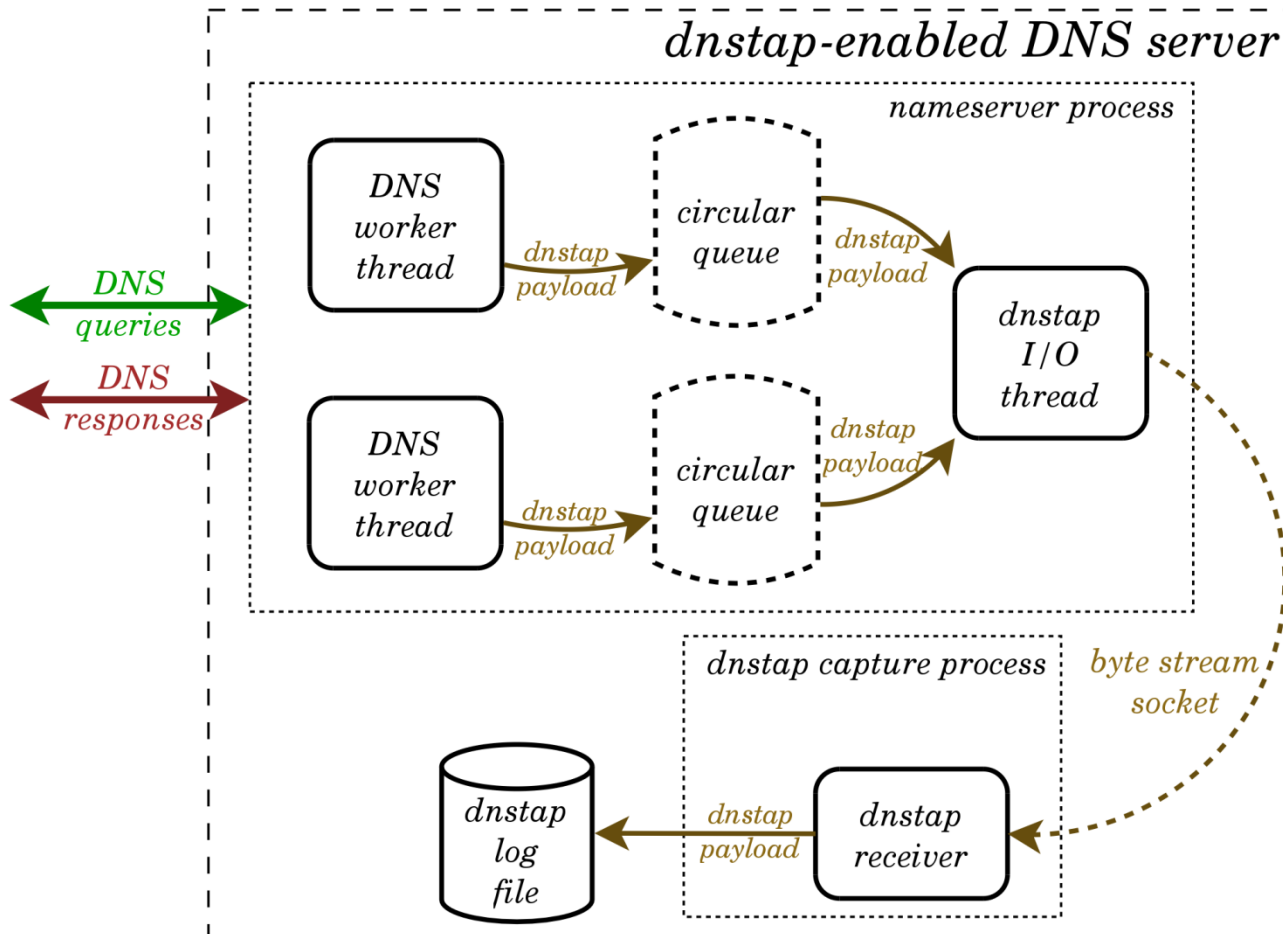 dnstap-enabled DNS server
nameserver process
DNS
worker
thread
dnstap
payload
circular
queue
dnstap
payload
dnstap
I/O
thread
DNS
queries
DNS
responses
DNS
worker
thread
dnstap
payload
circular
queue
dnstap
payload
dnstap capture process
byte stream
socket
dnstap
log
file
dnstap
payload
dnstap
receiver